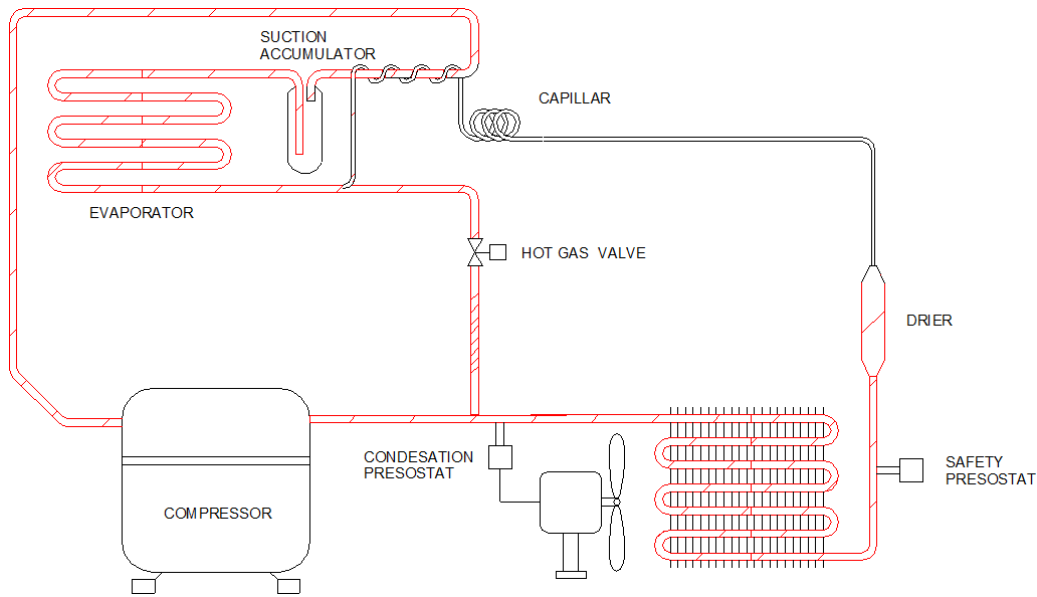 SUCTION
ACCUMULATOR
CAPILLAR
EVAPORATOR
HOT GAS VALVE
DRIER
CONDESATION
PRESOSTAT
SAFETY
PRESOSTAT
COMPRESSOR